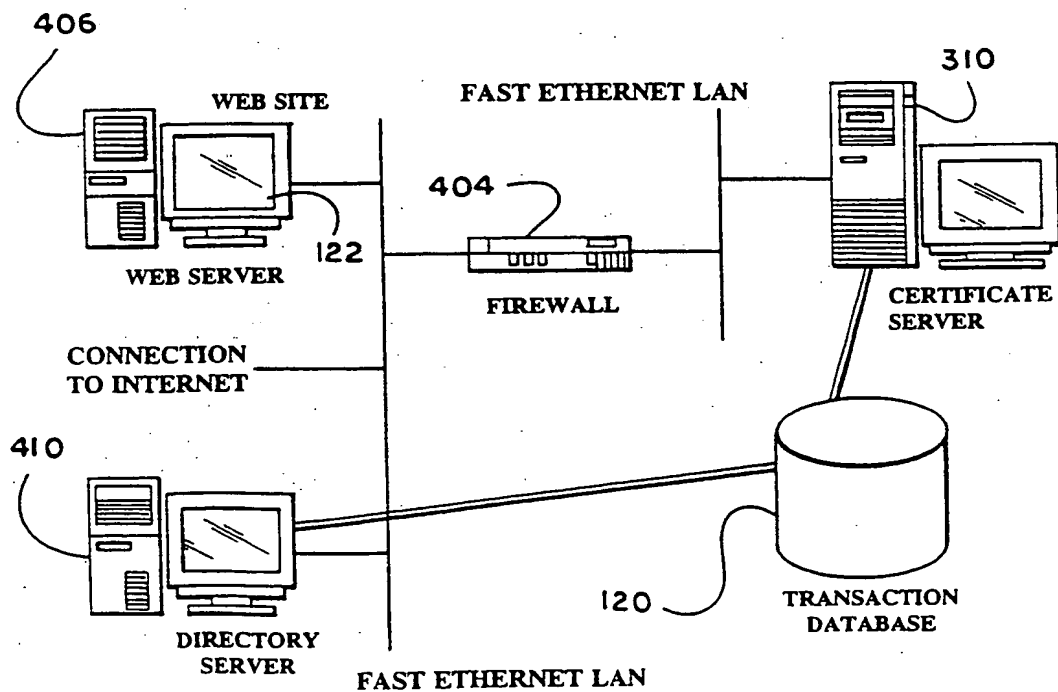 406
310
WEB SITE
FAST ETHERNET LAN
404
122
WEB SERVER
FIREWALL
CERTIFICATE
SERVER
CONNECTION
TO INTERNET
410
120
TRANSACTION
DATABASE
DIRECTORY
SERVER
FAST ETHERNET LAN